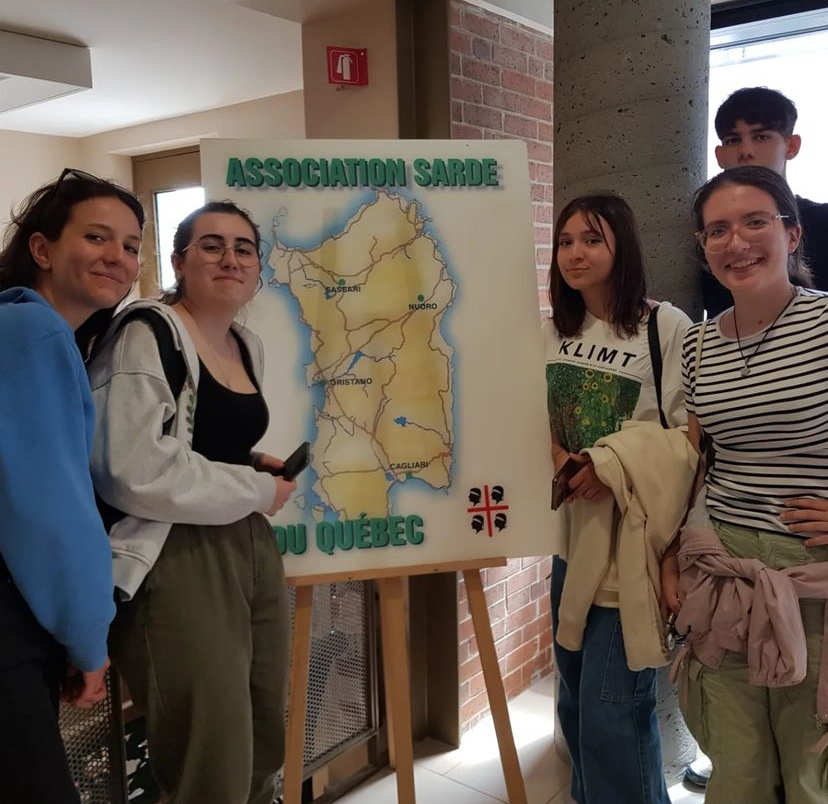 ASSOCIATION SARDE
SASSARI
NUORO
ORISTANO
CAGLIARI
DU QUÉBEC
KLIMT